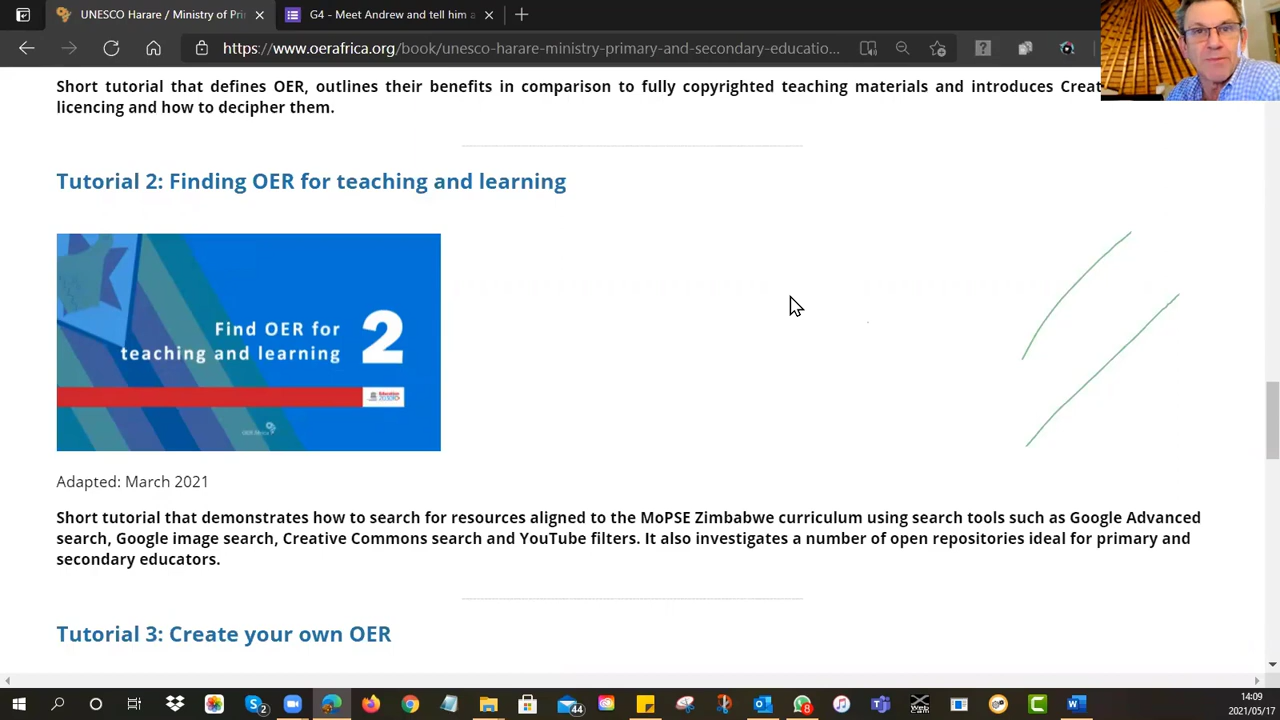 UNESCO Harare / Ministry of Pri
G4 - Meet Andrew and tell him a
https://www.oerafrica.org/book/unesco-harare-ministry-primary-and-secondary-educatio...
Short tutorial that defines OER, outlines their benefits in comparison to fully copyrighted teaching materials and introduces Creat
licencing and how to decipher them.
Tutorial 2: Finding OER for teaching and learning
Find OER for
teaching and learning
2
OER Africa
Adapted: March 2021
Short tutorial that demonstrates how to search for resources aligned to the MoPSE Zimbabwe curriculum using search tools such as Google Advanced
search, Google image search, Creative Commons search and YouTube filters. It also investigates a number of open repositories ideal for primary and
secondary educators.
Tutorial 3: Create your own OER
2
44
8
14:09
2021/05/17